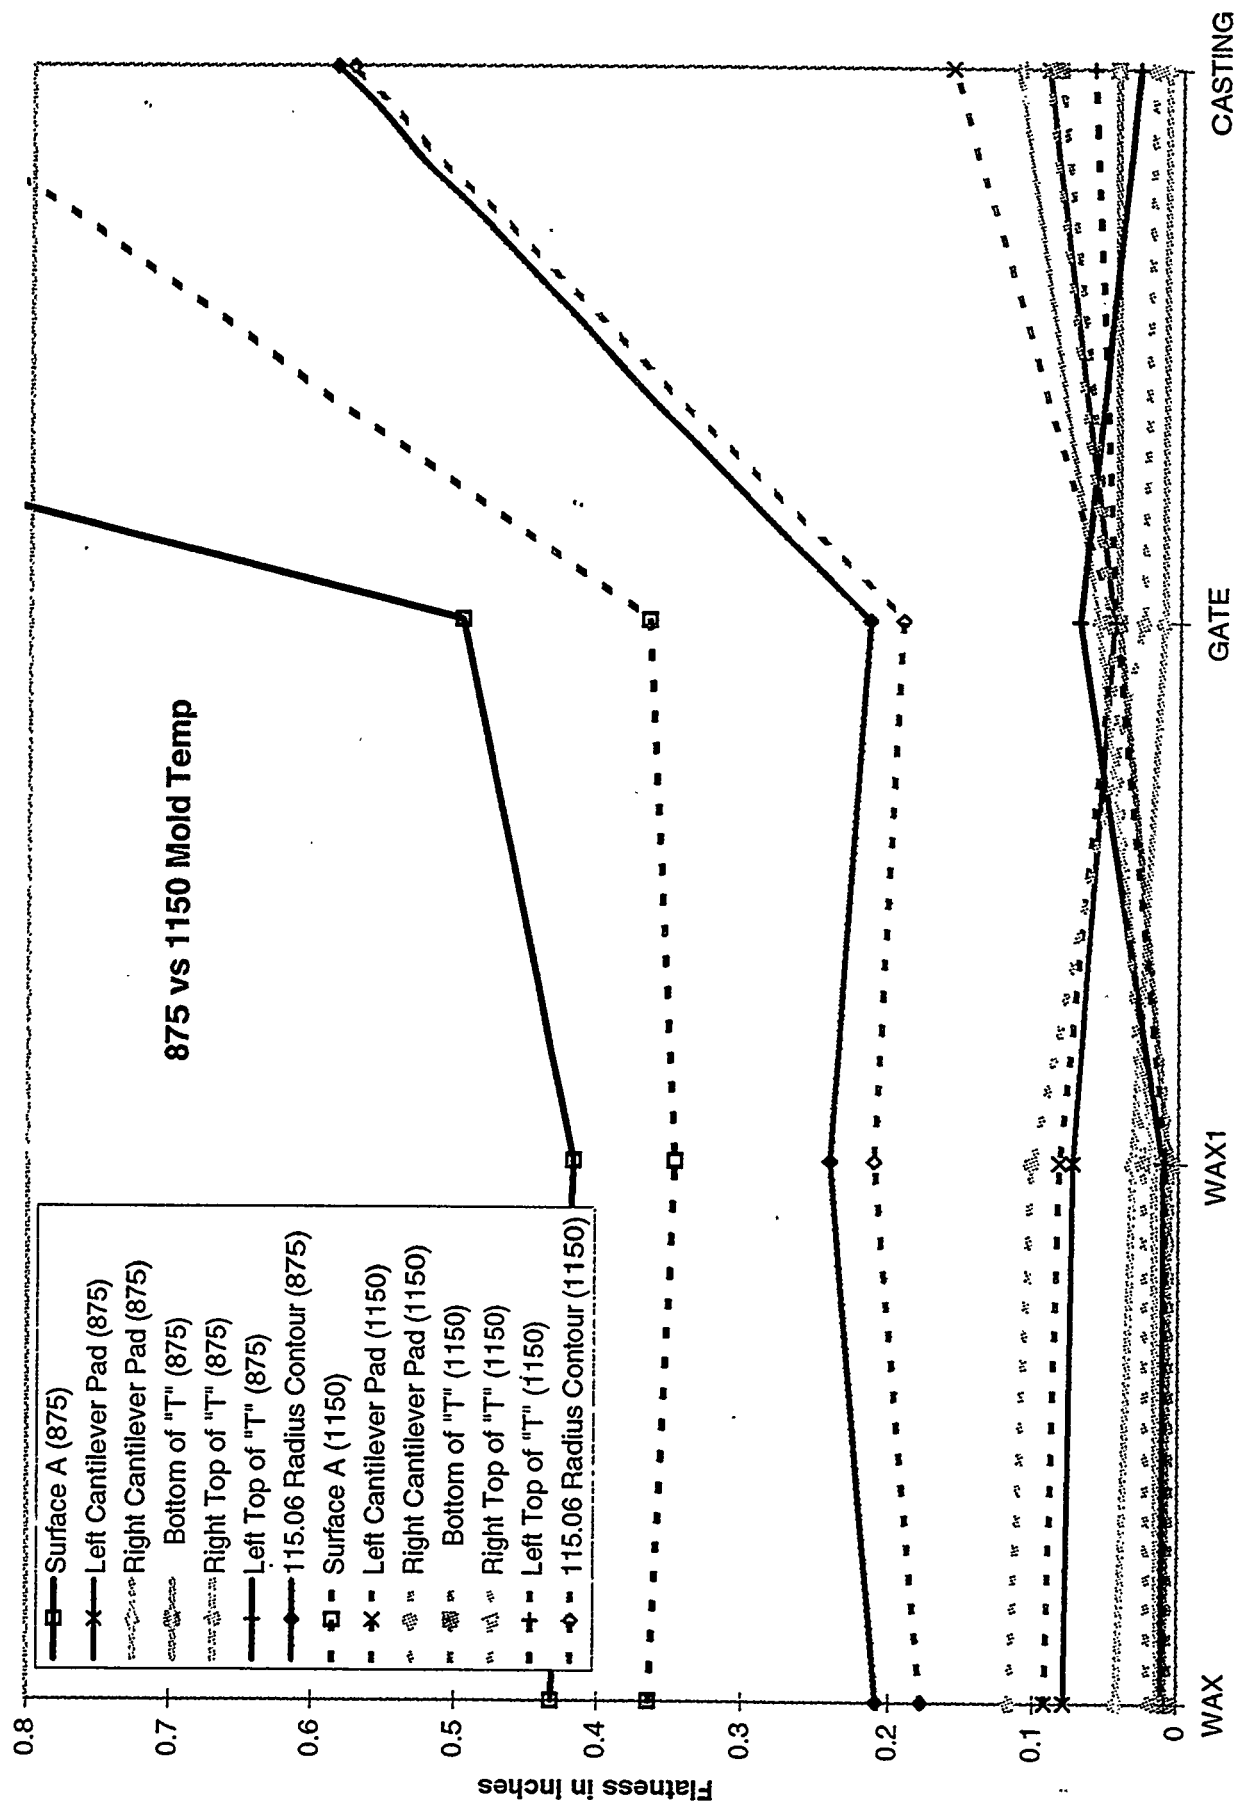 875 vs 1150 Mold Temp
Surface A (875)
Left Cantilever Pad (875)
Right Cantilever Pad (875)
Bottom of "T" (875)
Right Top of "T" (875)
Left Top of "T" (875)
115.06 Radius Contour (875)
Surface A (1150)
Left Cantilever Pad (1150)
Right Cantilever Pad (1150)
Bottom of "T" (1150)
Right Top of "T" (1150)
Left Top of "T" (1150)
115.06 Radius Contour (1150)
Flatness in inches
0.8
0.7
0.6
0.5
0.4
0.3
0.2
0.1
0
WAX
WAX1
GATE
CASTING